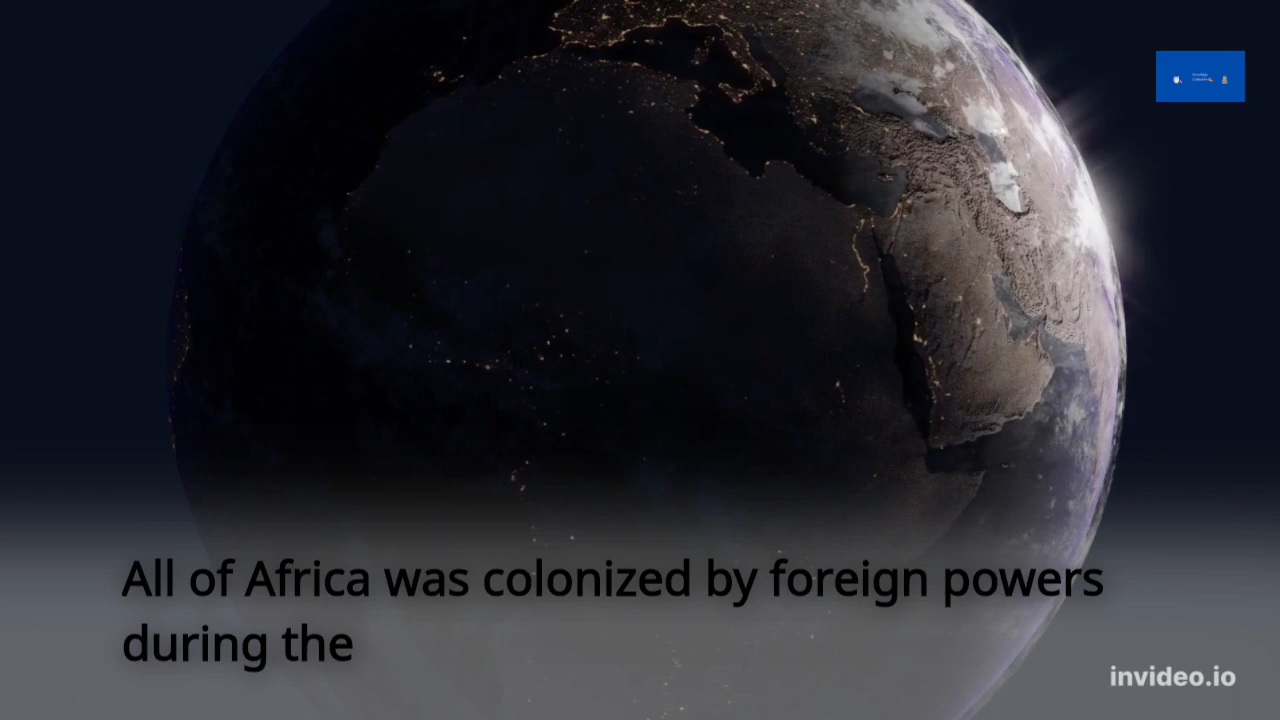 All of Africa was colonized by foreign powers
during the
invideo.io